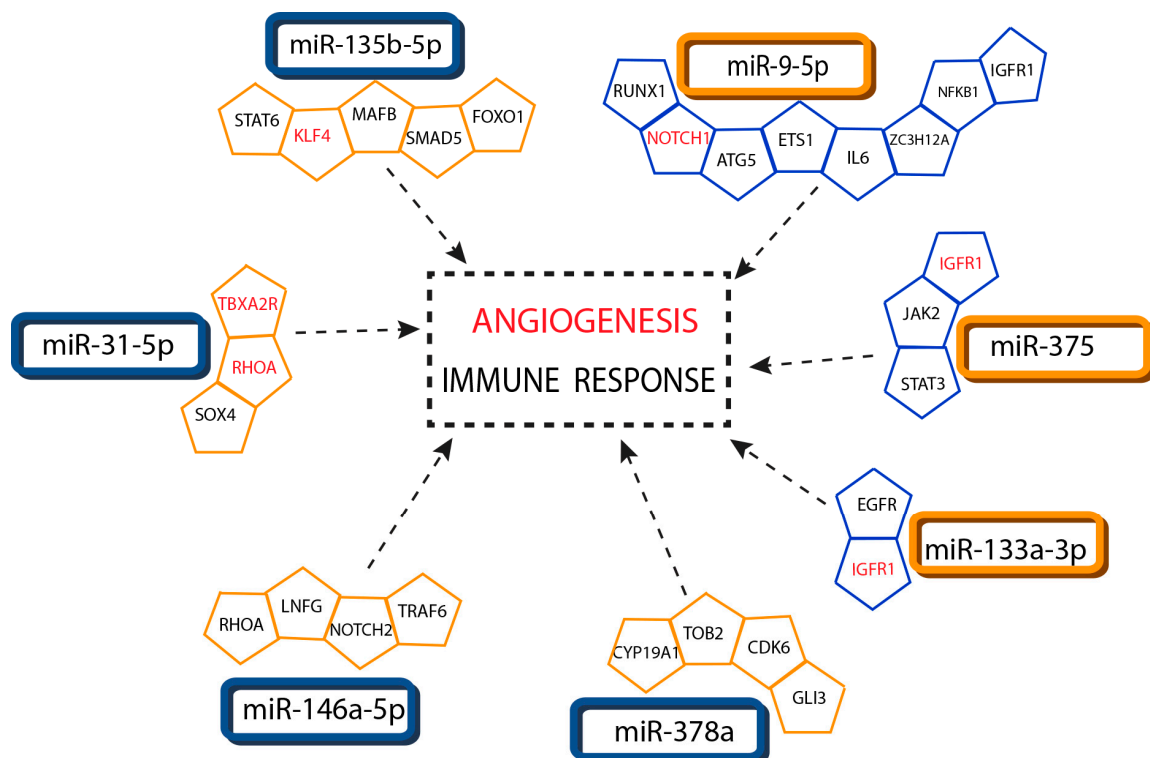 miR-135b-5p
STAT6
KLF4
MAFB
SMAD5
FOXO1
miR-9-5p
RUNX1
NOTCH1
ATG5
ETS1
IL6
ZC3H12A
NFKB1
IGFR1
TBXA2R
RHOA
SOX4
miR-31-5p
ANGIOGENESIS
IMMUNE RESPONSE
IGFR1
JAK2
STAT3
miR-375
EGFR
IGFR1
miR-133a-3p
RHOA
LNFG
NOTCH2
TRAF6
miR-146a-5p
CYP19A1
TOB2
CDK6
GLI3
miR-378a